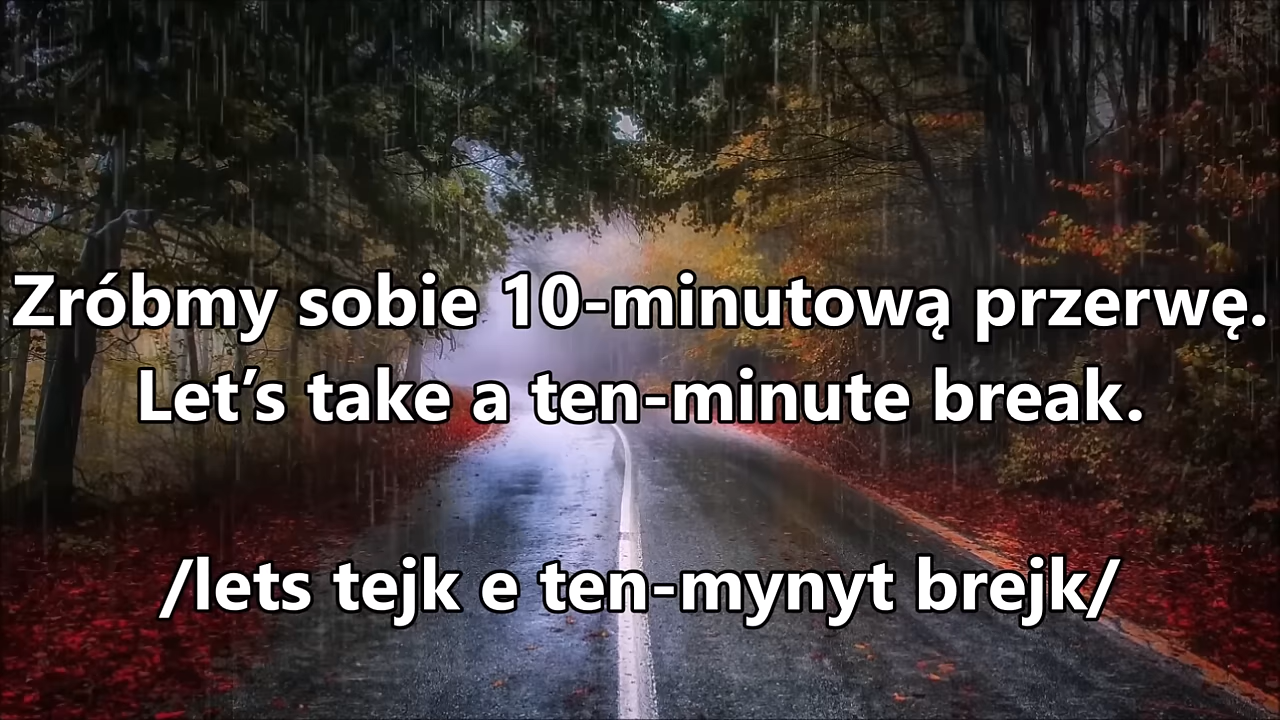 Zróbmy sobie 10-minutową przerwę.
Let’s take a ten-minute break.
/lets tejk e ten-mynyt brejk/